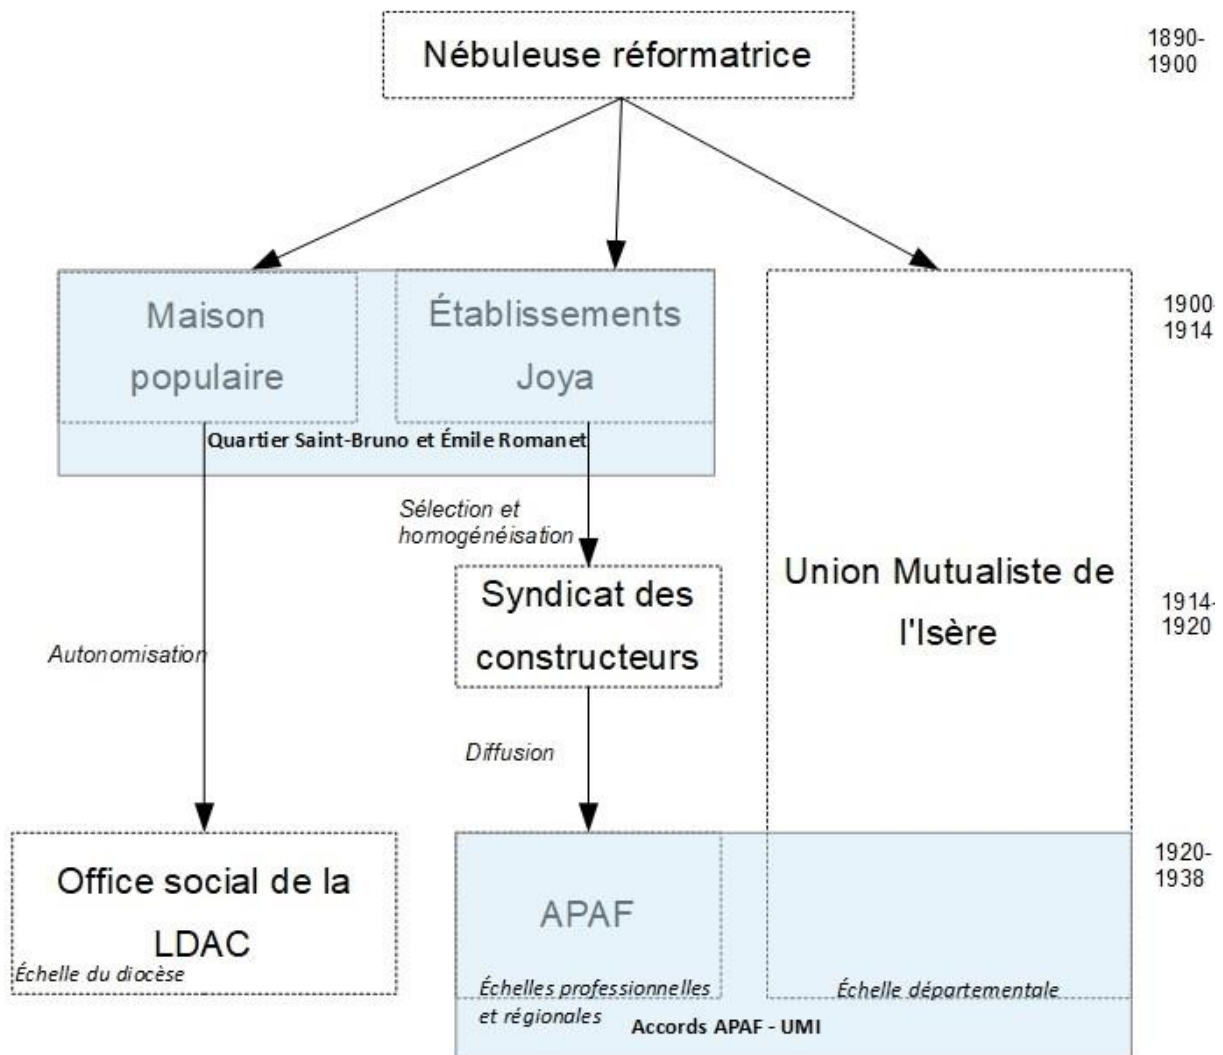 Nébuleuse réformatrice
1890-
1900
Maison
populaire
Établissements
Joya
1900-
1914
Quartier Saint-Bruno et Émile Romanet
Sélection et
homogénéisation
Syndicat des
constructeurs
Union Mutualiste de
l'Isère
1914-
1920
Autonomisation
Diffusion
Office social de la
LDAC
Échelle du diocèse
APAF
Échelles professionnelles
et régionales
Échelle départementale
Accords APAF - UMI
1920-
1938